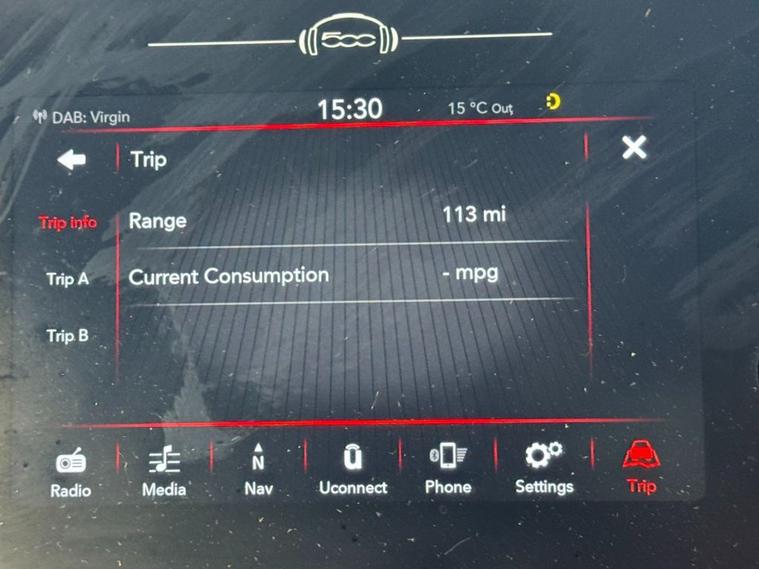 500
DAB: Virgin 15:30 15 °C Out
Trip
Trip info Range 113 mi
Trip A Current Consumption - mpg
Trip B
N
Radio Media Nav Uconnect Phone Settings Trip